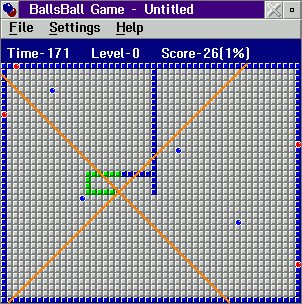 BallsBall Game - Untitled
File Settings Help
Time-171 Level-0 Score-26(1%)